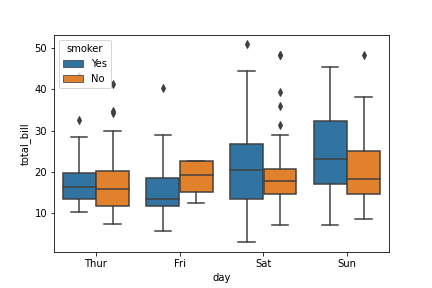 smoker
Yes
No
50
40
30
20
10
total_bill
Thur Fri Sat Sun
day